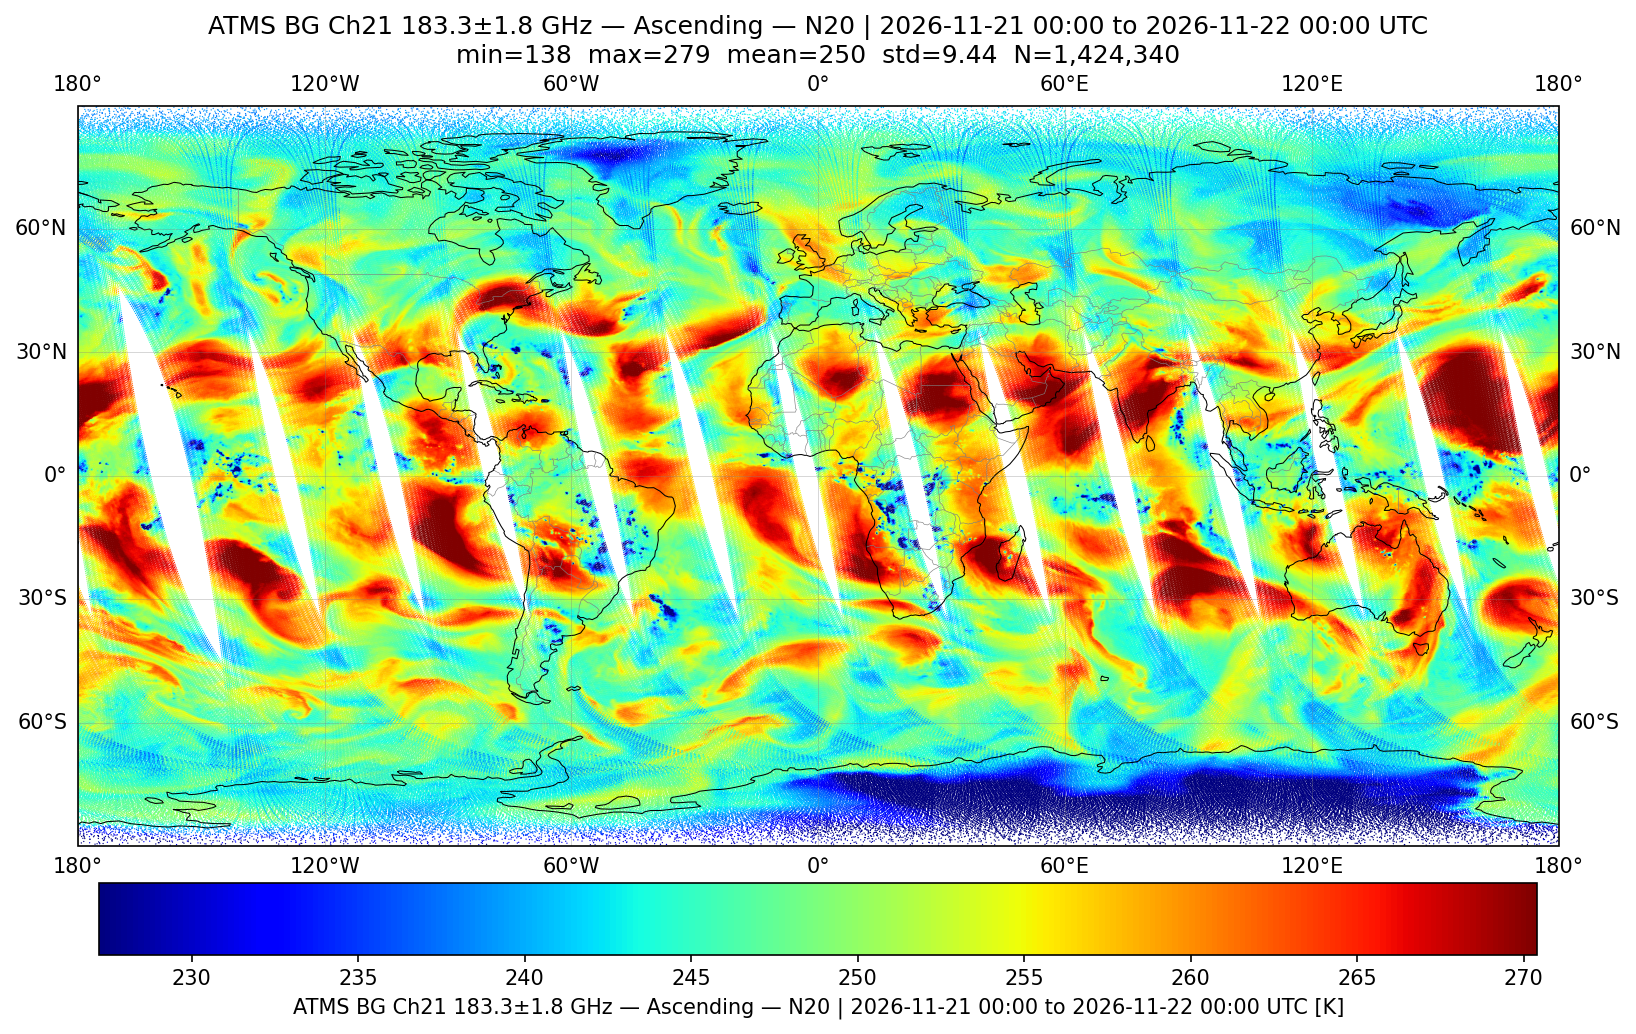 ATMS BG Ch21 183.3±1.8 GHz — Ascending — N20 | 2026-11-21 00:00 to 2026-11-22 00:00 UTC
min=138 max=279 mean=250 std=9.44 N=1,424,340
180° 120°W 60°W 0° 60°E 120°E 180°
60°N 60°N
30°N 30°N
0° 0°
30°S 30°S
60°S 60°S
180° 120°W 60°W 0° 60°E 120°E 180°
230 235 240 245 250 255 260 265 270
ATMS BG Ch21 183.3±1.8 GHz — Ascending — N20 | 2026-11-21 00:00 to 2026-11-22 00:00 UTC [K]